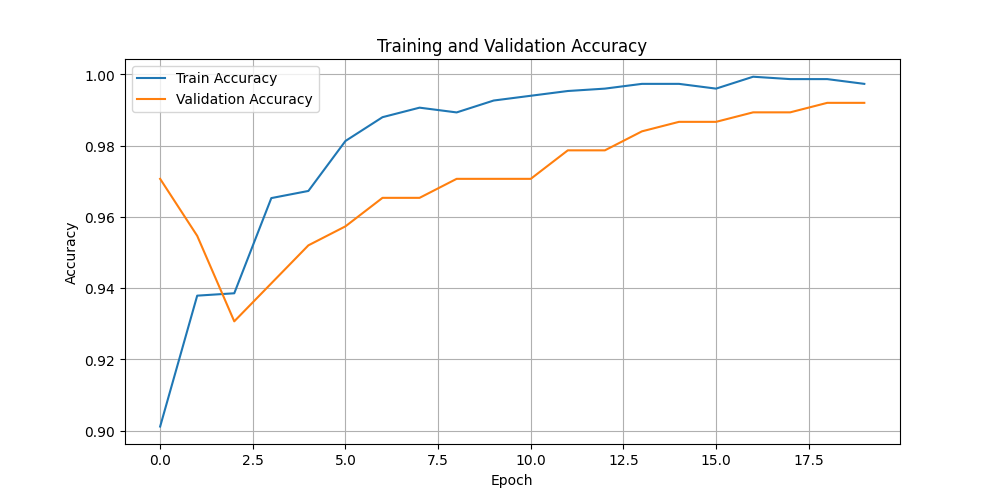 Training and Validation Accuracy
Train Accuracy
Validation Accuracy
1.00
0.98
0.96
0.94
0.92
0.90
Accuracy
0.0 2.5 5.0 7.5 10.0 12.5 15.0 17.5
Epoch